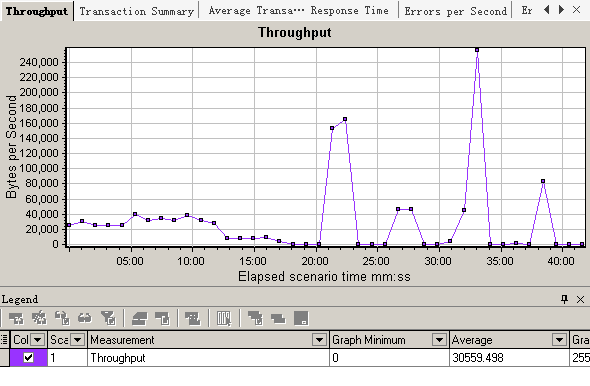 Throughput Transaction Summary Average Transa⋯ Response Time Errors per Second Er
Throughput
240,000
220,000
200,000
180,000
160,000
140,000
120,000
100,000
80,000
60,000
40,000
20,000
0
Bytes per Second
05:00 10:00 15:00 20:00 25:00 30:00 35:00 40:00
Elapsed scenario time mm:ss
Legend
Col Sca Measurement Graph Minimum Average Gra
1 Throughput 0 30559.498 255